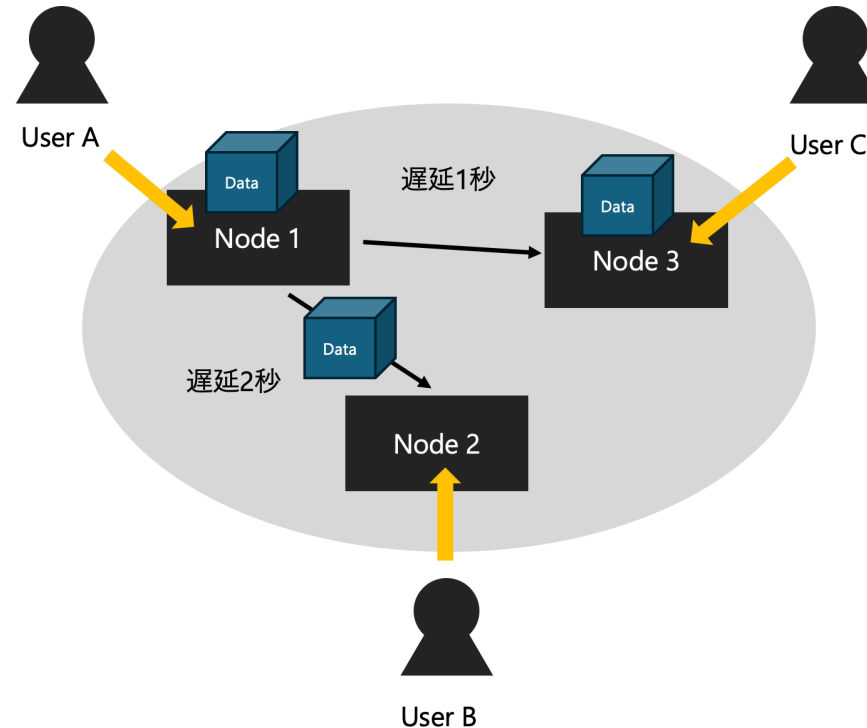 User A
User C
Data
遅延1秒
Data
Node 1
Node 3
Data
遅延2秒
Node 2
User B